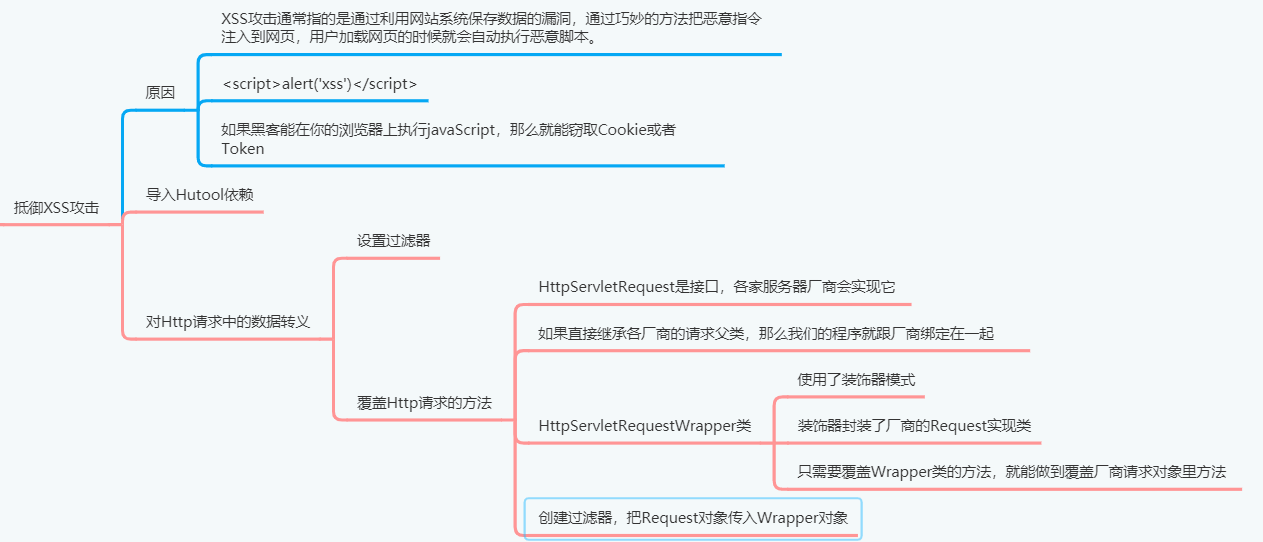 XSS攻击通常指的是通过利用网站系统保存数据的漏洞，通过巧妙的方法把恶意指令
注入到网页，用户加载网页的时候就会自动执行恶意脚本。
<script>alert('xss')</script>
原因
如果黑客能在你的浏览器上执行javaScript，那么就能窃取Cookie或者
Token
导入Hutool依赖
抵御XSS攻击
设置过滤器
HttpServletRequest是接口，各家服务器厂商会实现它
对Http请求中的数据转义
如果直接继承各厂商的请求父类，那么我们的程序就跟厂商绑定在一起
使用了装饰器模式
覆盖Http请求的方法
HttpServletRequestWrapper类
装饰器封装了厂商的Request实现类
只需要覆盖Wrapper类的方法，就能做到覆盖厂商请求对象里方法
创建过滤器，把Request对象传入Wrapper对象